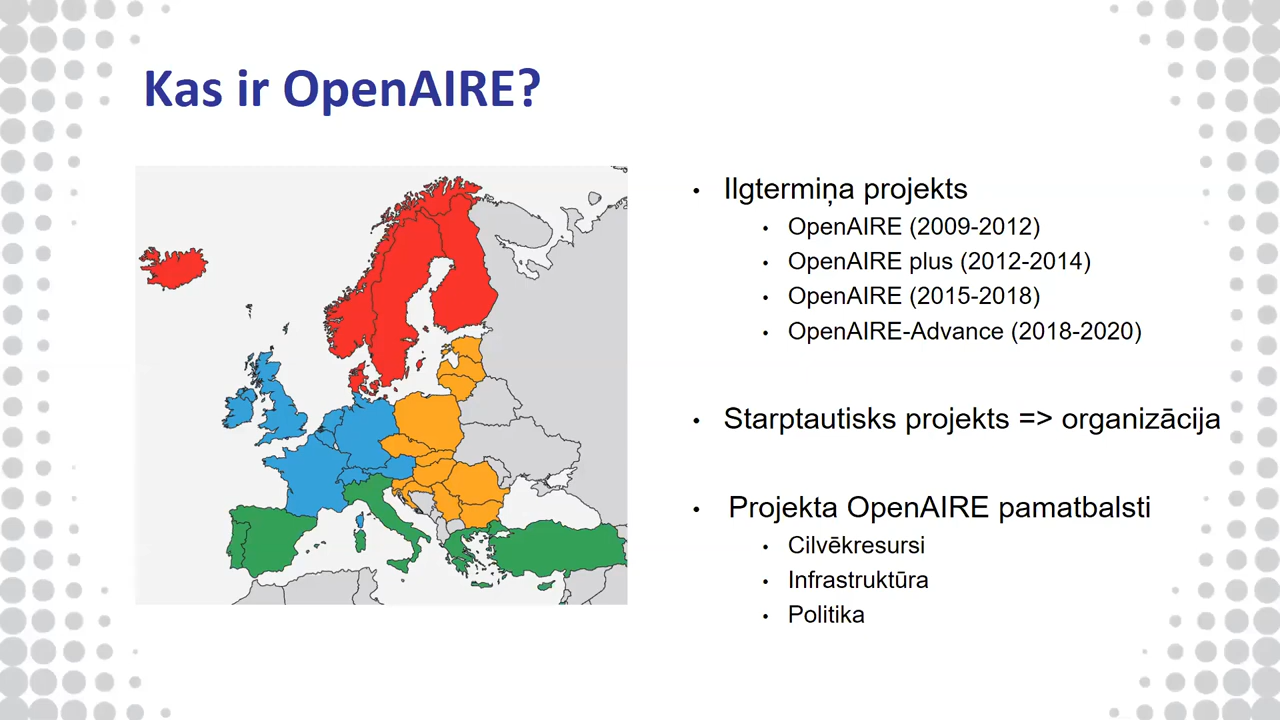 Kas ir OpenAIRE?
• Ilgtermiņa projekts
• OpenAIRE (2009-2012)
• OpenAIRE plus (2012-2014)
• OpenAIRE (2015-2018)
• OpenAIRE-Advance (2018-2020)
• Starptautisks projekts => organizācija
• Projekta OpenAIRE pamatbalsti
• Cilvēkresursi
• Infrastruktūra
• Politika